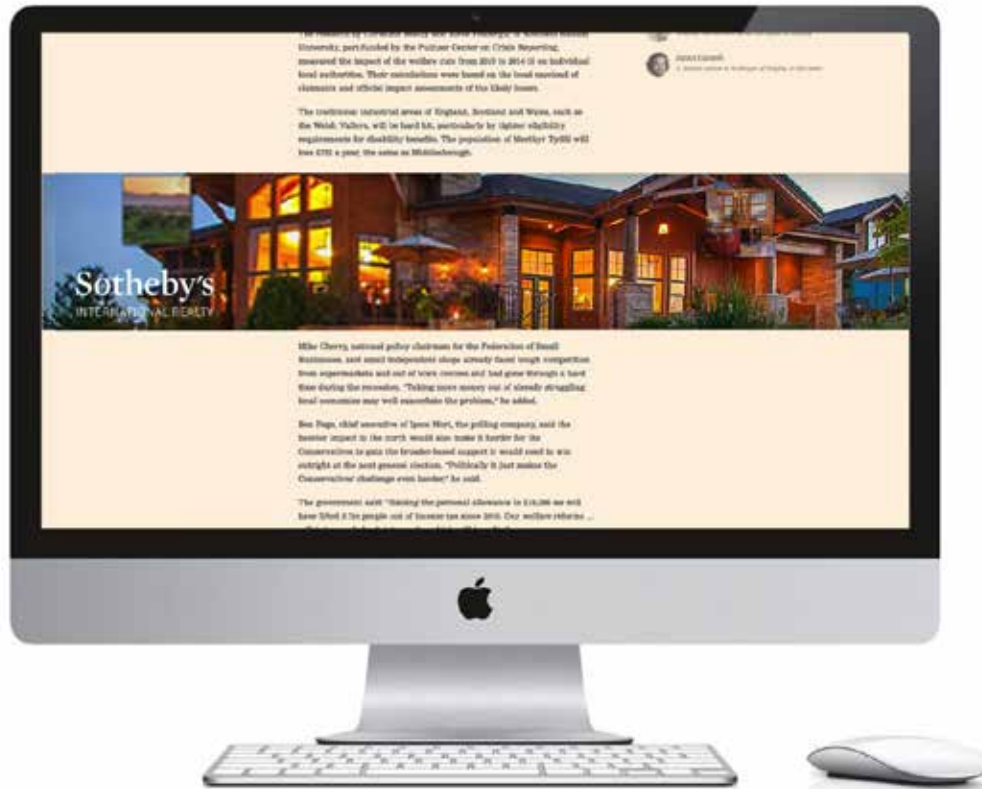 University, part-funded by the Pulitzer Center on Crisis Reporting,
measured the impact of the welfare cuts from 2010 to 2014 on individual
local authorities. Their calculations were based on the local caseload of
claimants and official impact assessments of the likely losses.
The traditional industrial areas of England, Scotland and Wales, such as
the Welsh Valleys, will be hard hit, particularly by tighter eligibility
requirements for disability benefits. The population of Merthyr Tydfil will
lose a year, the same as Middlesbrough.
Sotheby's
INTERNATIONAL REALTY
Mike Cherry, national policy chairman for the Federation of Small
Businesses, said small independent shops already faced tough competition
from supermarkets and out of town centres and had gone through a hard
time during the recession. "Taking more money out of already struggling
local economies may well exacerbate the problem," he added.
Ben Page, chief executive of Ipsos Mori, the polling company, said the
heavier impact in the north would also make it harder for the
Conservatives to gain the broader-based support it would need to win
outright at the next general election. "Politically it just makes the
Conservatives' challenge even harder," he said.
The government said: "Raising the personal allowance to we will
have lifted people out of income tax since 2010. Our welfare reforms ...